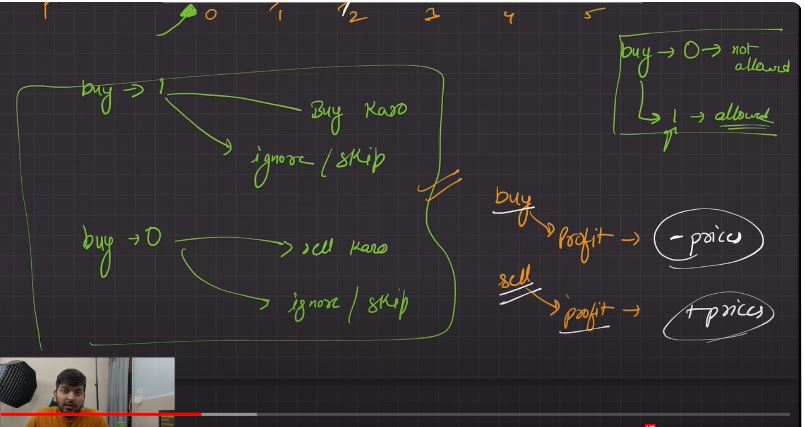 0 1 2 3 4 5
buy → 0 → not allowed
1 → allowed
buy → 1
Buy Karo
ignore / skip
buy → 0
→ sell Karo
ignore / skip
buy
Profit → - prices
sell
profit → + prices